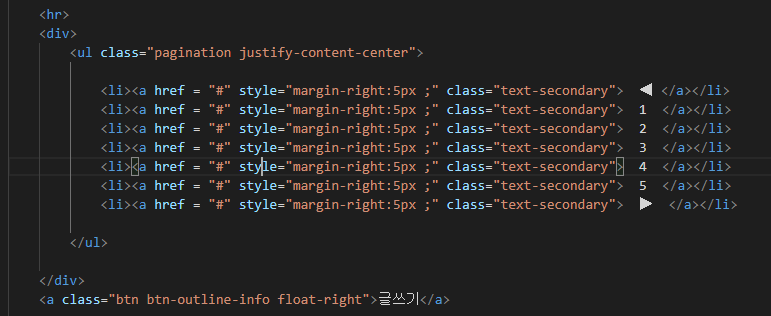 <hr>
<div>
<ul class="pagination justify-content-center">
<li><a href = "#" style="margin-right:5px ;" class="text-secondary"> ◀ </a></li>
<li><a href = "#" style="margin-right:5px ;" class="text-secondary"> 1 </a></li>
<li><a href = "#" style="margin-right:5px ;" class="text-secondary"> 2 </a></li>
<li><a href = "#" style="margin-right:5px ;" class="text-secondary"> 3 </a></li>
<li><a href = "#" style="margin-right:5px ;" class="text-secondary"> 4 </a></li>
<li><a href = "#" style="margin-right:5px ;" class="text-secondary"> 5 </a></li>
<li><a href = "#" style="margin-right:5px ;" class="text-secondary"> ▶ </a></li>
</ul>
</div>
<a class="btn btn-outline-info float-right">글쓰기</a>